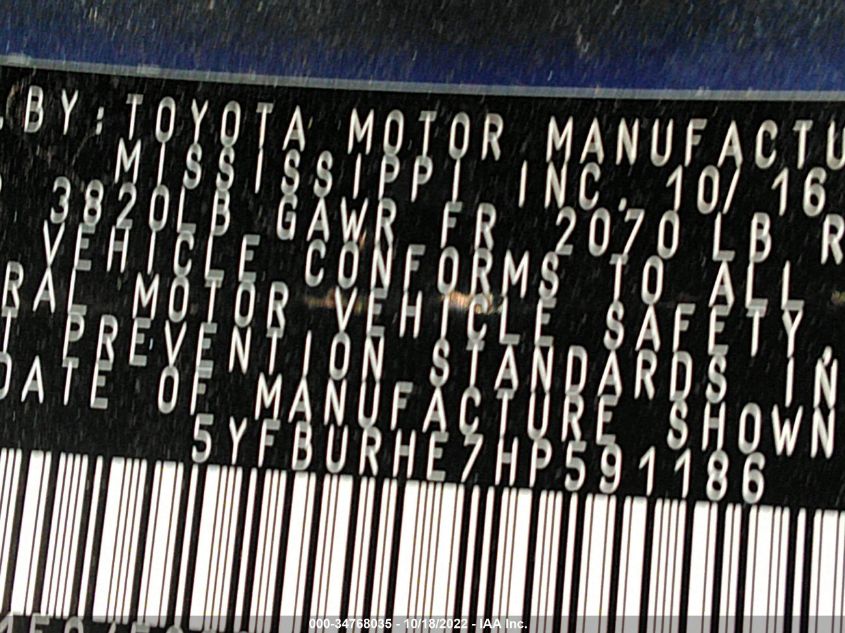 BY: TOYOTA MOTOR MANUFACTU
MISSISSIPPI INC. 10/16
3820LB GAWR FR 2070 LB R
VEHICLE CONFORMS TO ALL
RAL MOTOR VEHICLE SAFETY,
T PREVENTION STANDARDS IN
DATE OF MANUFACTURE SHOWN
5YFBURHE7HP591186
000-34768035 - 10/18/2022 - IAA Inc.